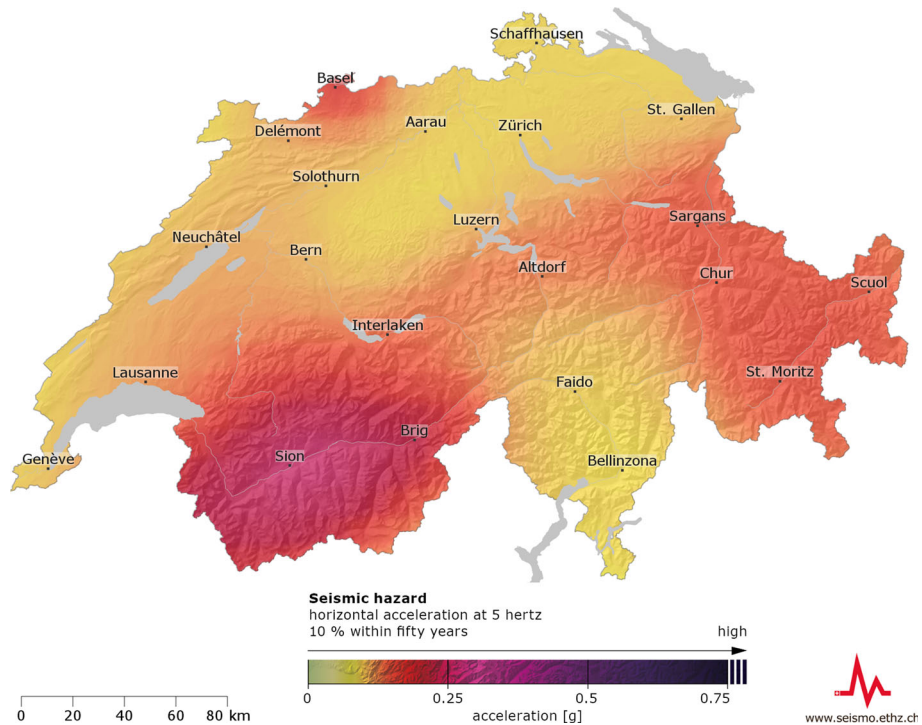 Schaffhausen
Basel
St. Gallen
Aarau
Zürich
Delémont
Solothurn
Luzern
Sargans
Neuchâtel
Bern
Altdorf
Chur
Scuol
Interlaken
Lausanne
St. Moritz
Faido
Brig
Sion
Genève
Bellinzona
Seismic hazard
horizontal acceleration at 5 hertz
10 % within fifty years
high
0 0.25 0.5 0.75
acceleration [g]
0 20 40 60 80 km
www.seismo.ethz.ch